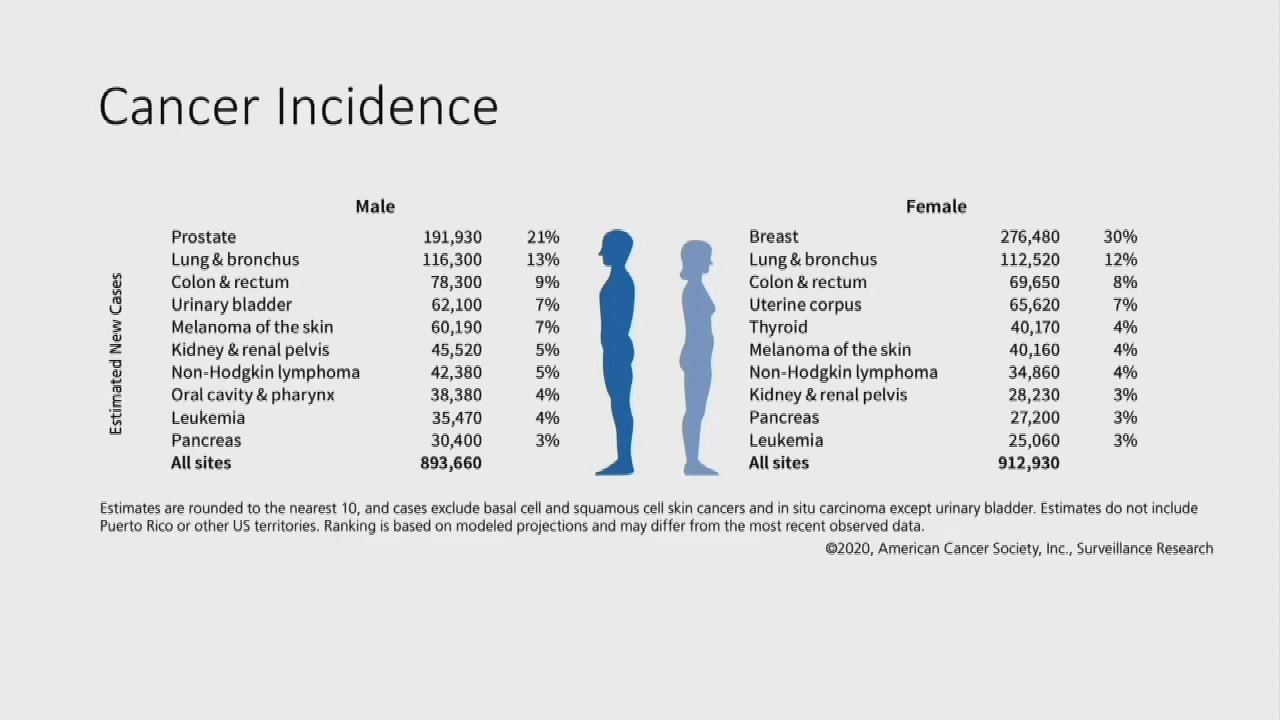 Cancer Incidence
Male
Prostate 191,930 21%
Lung & bronchus 116,300 13%
Colon & rectum 78,300 9%
Urinary bladder 62,100 7%
Melanoma of the skin 60,190 7%
Kidney & renal pelvis 45,520 5%
Non-Hodgkin lymphoma 42,380 5%
Oral cavity & pharynx 38,380 4%
Leukemia 35,470 4%
Pancreas 30,400 3%
All sites 893,660
Estimated New Cases
Female
Breast 276,480 30%
Lung & bronchus 112,520 12%
Colon & rectum 69,650 8%
Uterine corpus 65,620 7%
Thyroid 40,170 4%
Melanoma of the skin 40,160 4%
Non-Hodgkin lymphoma 34,860 4%
Kidney & renal pelvis 28,230 3%
Pancreas 27,200 3%
Leukemia 25,060 3%
All sites 912,930
Estimates are rounded to the nearest 10, and cases exclude basal cell and squamous cell skin cancers and in situ carcinoma except urinary bladder. Estimates do not include
Puerto Rico or other US territories. Ranking is based on modeled projections and may differ from the most recent observed data.
©2020, American Cancer Society, Inc., Surveillance Research